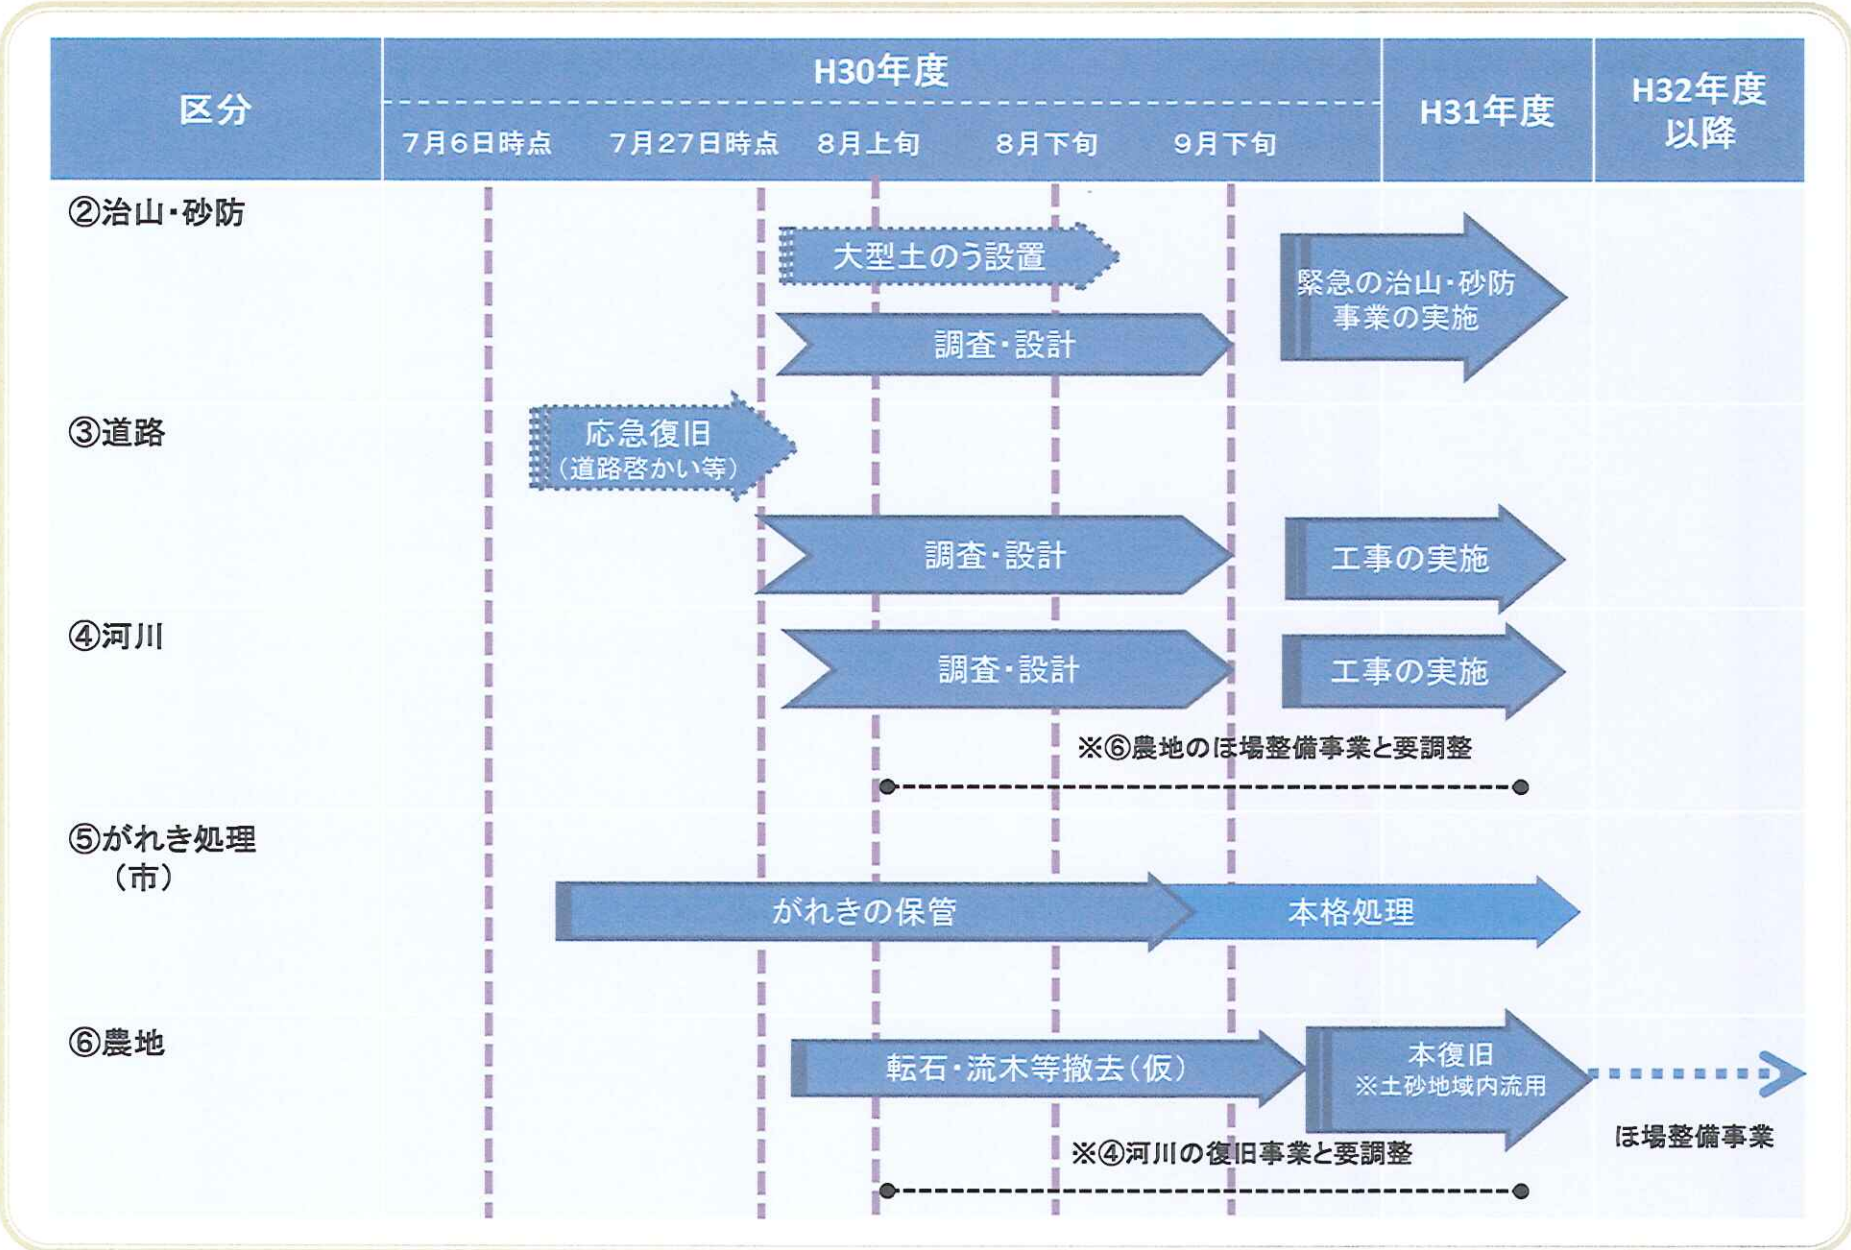 区分
H30年度
H31年度
H32年度
以降
7月6日時点
7月27日時点
8月上旬
8月下旬
9月下旬
②治山・砂防
大型土のう設置
緊急の治山・砂防
事業の実施
調査・設計
③道路
応急復旧
（道路啓かい等）
調査・設計
工事の実施
④河川
調査・設計
工事の実施
※⑥農地のほ場整備事業と要調整
⑤がれき処理
（市）
がれきの保管
本格処理
⑥農地
転石・流木等撤去（仮）
本復旧
※土砂地域内流用
ほ場整備事業
※④河川の復旧事業と要調整